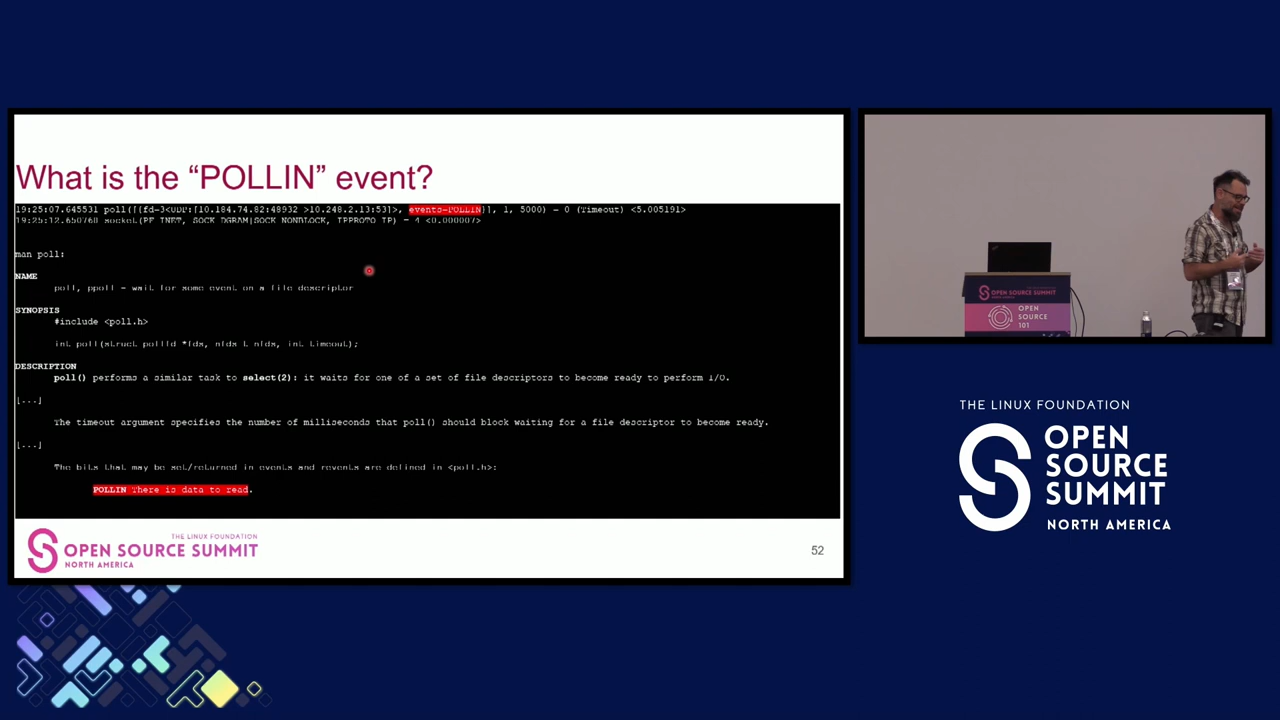 What is the “POLLIN” event?
19:25:07.645531 poll([{fd=3<UDP:[10.184.74.82:48932->10.248.2.13:53]>, events=POLLIN}], 1, 5000) = 0 (Timeout) <5.005191>
19:25:12.650760 socket(PF_INET, SOCK_DGRAM|SOCK_NONBLOCK, IPPROTO_IP) = 4 <0.000007>
man poll:
NAME
poll, ppoll - wait for some event on a file descriptor
SYNOPSIS
#include <poll.h>
int poll(struct pollfd *fds, nfds_t nfds, int timeout);
DESCRIPTION
poll() performs a similar task to select(2): it waits for one of a set of file descriptors to become ready to perform I/O.
[...]
The timeout argument specifies the number of milliseconds that poll() should block waiting for a file descriptor to become ready.
[...]
The bits that may be set/returned in events and revents are defined in <poll.h>:
POLLIN There is data to read.
THE LINUX FOUNDATION
OPEN SOURCE SUMMIT
NORTH AMERICA
52
OPEN SOURCE SUMMIT
OPEN
SOURCE
101
THE LINUX FOUNDATION
OPEN
SOURCE
SUMMIT
NORTH AMERICA